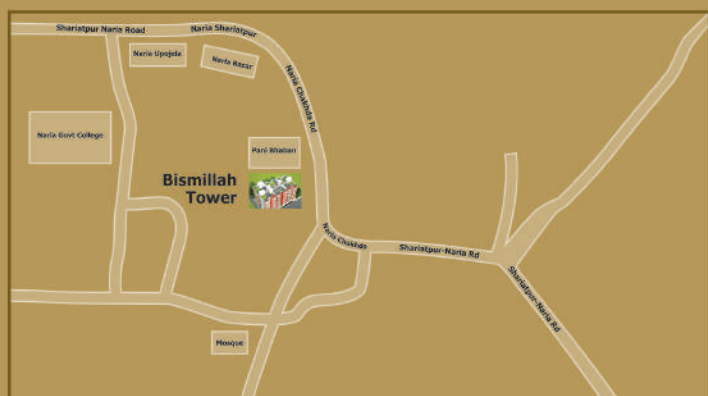 Shariatpur Naria Road
Naria Shariatpur
Naria Upojela
Naria Bazar
Naria Chakhda Rd
Naria Govt College
Pani Bhaban
Bismillah
Tower
Naria Chakhda
Shariatpur-Naria Rd
Shariatpur-Naria Rd
Mosque